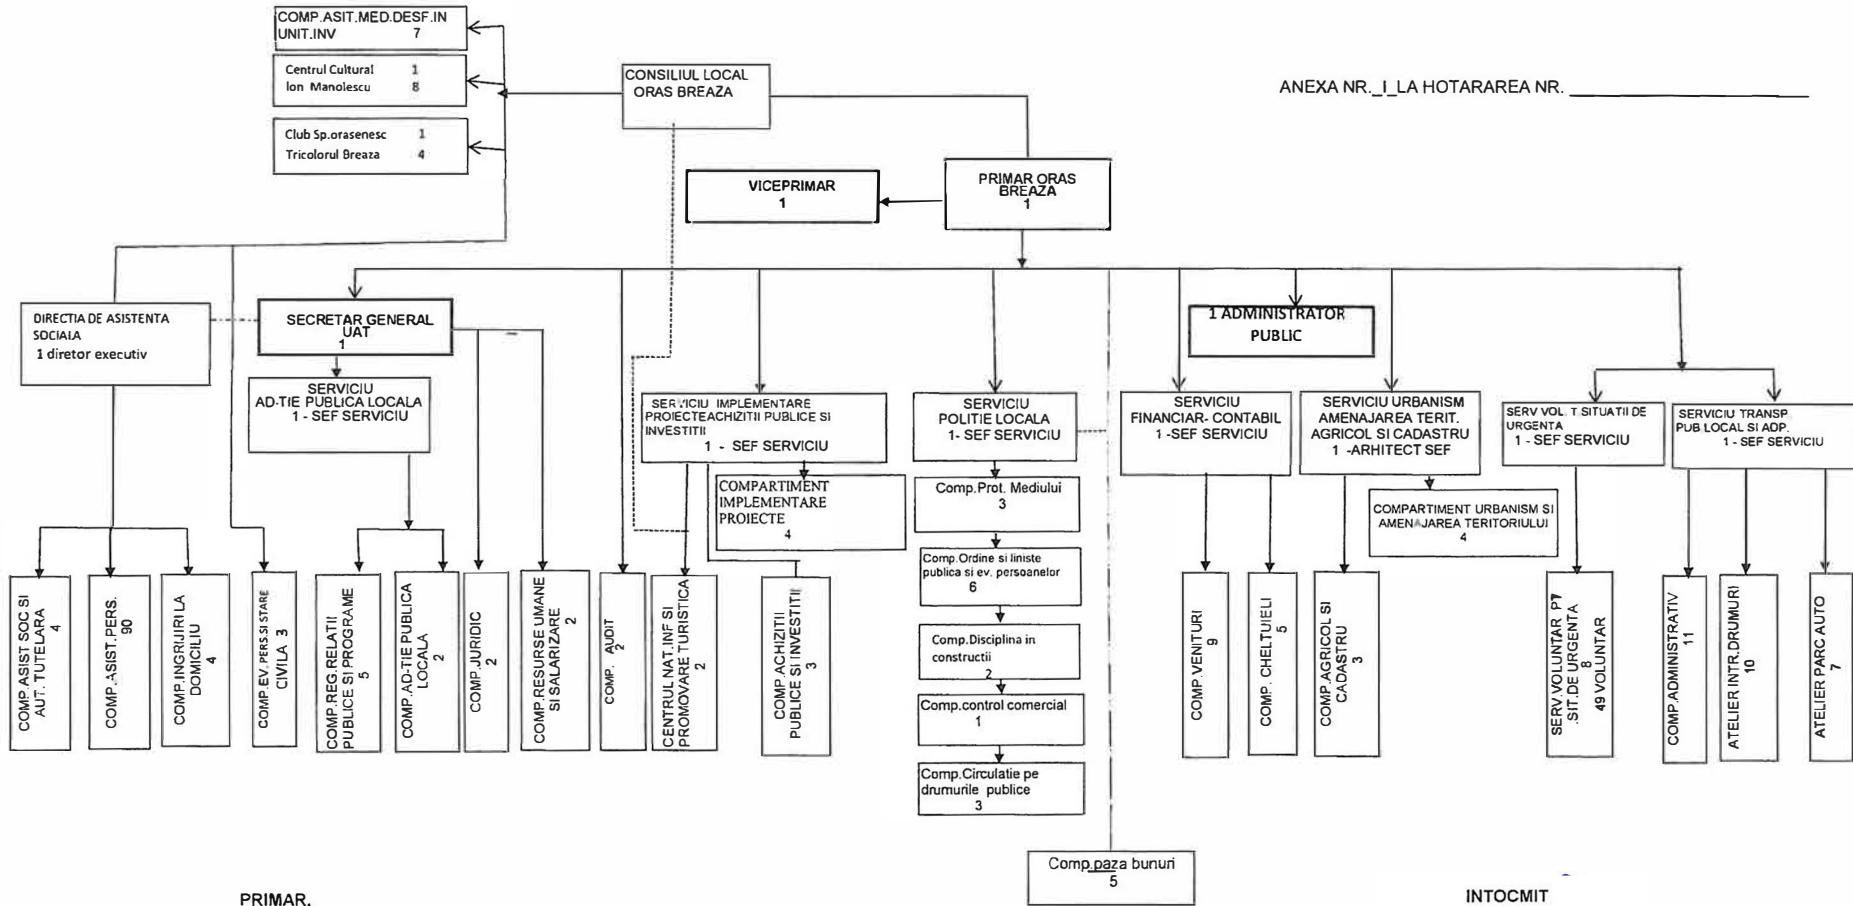 COMP.ASIT.MED.DESF.IN
UNIT.INV 7
Centrul Cultural 1
Ion Manolescu 8
Club Sp.orasenesc 1
Tricolorul Breaza 4
CONSILIUL LOCAL
ORAS BREAZA
ANEXA NR._I_LA HOTARAREA NR. ____________
VICEPRIMAR
1
PRIMAR ORAS
BREAZA
1
DIRECTIA DE ASISTENTA
SOCIALA
1 diretor executiv
SECRETAR GENERAL
UAT
1
1 ADMINISTRATOR
PUBLIC
SERVICIU
AD-TIE PUBLICA LOCALA
1 - SEF SERVICIU
SERVICIU IMPLEMENTARE
PROIECTEACHIZITII PUBLICE SI
INVESTITII
1 - SEF SERVICIU
SERVICIU
POLITIE LOCALA
1- SEF SERVICIU
SERVICIU
FINANCIAR- CONTABIL
1 -SEF SERVICIU
SERVICIU URBANISM
AMENAJAREA TERIT.
AGRICOL SI CADASTRU
1 -ARHITECT SEF
SERV VOL. T.SITUATII DE
URGENTA
1 - SEF SERVICIU
SERVICIU TRANSP.
PUB LOCAL SI ADP.
1 - SEF SERVICIU
COMPARTIMENT
IMPLEMENTARE
PROIECTE
4
Comp.Prot. Mediului
3
COMPARTIMENT URBANISM SI
AMENAJAREA TERITORIULUI
4
Comp.Ordine si liniste
publica si ev. persoanelor
6
Comp.Disciplina in
constructii
2
Comp.control comercial
1
Comp.Circulatie pe
drumurile publice
3
Comp.paza bunuri
5
COMP.ASIST SOC SI
AUT. TUTELARA
4
COMP.ASIST.PERS.
90
COMP.INGRIJIRI LA
DOMICILIU
4
COMP.EV.PERS.SI STARE
CIVILA 3
COMP.REG.RELATII
PUBLICE SI PROGRAME
5
COMP.AD-TIE PUBLICA
LOCALA
2
COMP.JURIDIC
2
COMP.RESURSE UMANE
SI SALARIZARE
2
COMP. AUDIT
2
CENTRUL NAT.INF SI
PROMOVARE TURISTICA
2
COMP ACHIZITII
PUBLICE SI INVESTITII
3
COMP.VENITURI
9
COMP. CHELTUIELI
5
COMP.AGRICOL SI
CADASTRU
3
SERV.VOLUNTAR P7
.SIT.DE URGENTA
8
49 VOLUNTAR
COMP.ADMINISTRATIV
11
ATELIER INTR.DRUMURI
10
ATELIER PARC AUTO
7
PRIMAR.
INTOCMIT